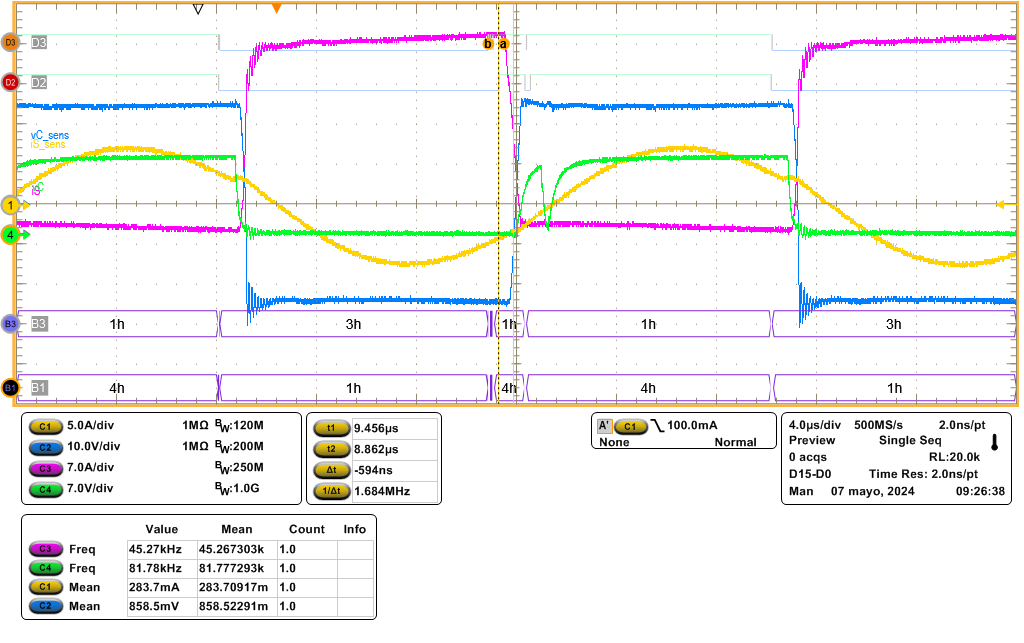 D3 D3
b a
D2 D2
vC_sens
iS_sens
1
4
B3 B3 1h 3h 1h 1h 3h
B1 B1 4h 1h 4h 4h 1h
C1 5.0A/div 1MΩ BW:120M
C2 10.0V/div 1MΩ BW:200M
C3 7.0A/div BW:250M
C4 7.0V/div BW:1.0G
t1 9.456µs
t2 8.862µs
Δt -594ns
1/Δt 1.684MHz
A' C1 100.0mA
None Normal
4.0µs/div 500MS/s 2.0ns/pt
Preview Single Seq
0 acqs RL:20.0k
D15-D0 Time Res: 2.0ns/pt
Man 07 mayo, 2024 09:26:38
Value Mean Count Info
C3 Freq 45.27kHz 45.267303k 1.0
C4 Freq 81.78kHz 81.777293k 1.0
C1 Mean 283.7mA 283.70917m 1.0
C2 Mean 858.5mV 858.52291m 1.0